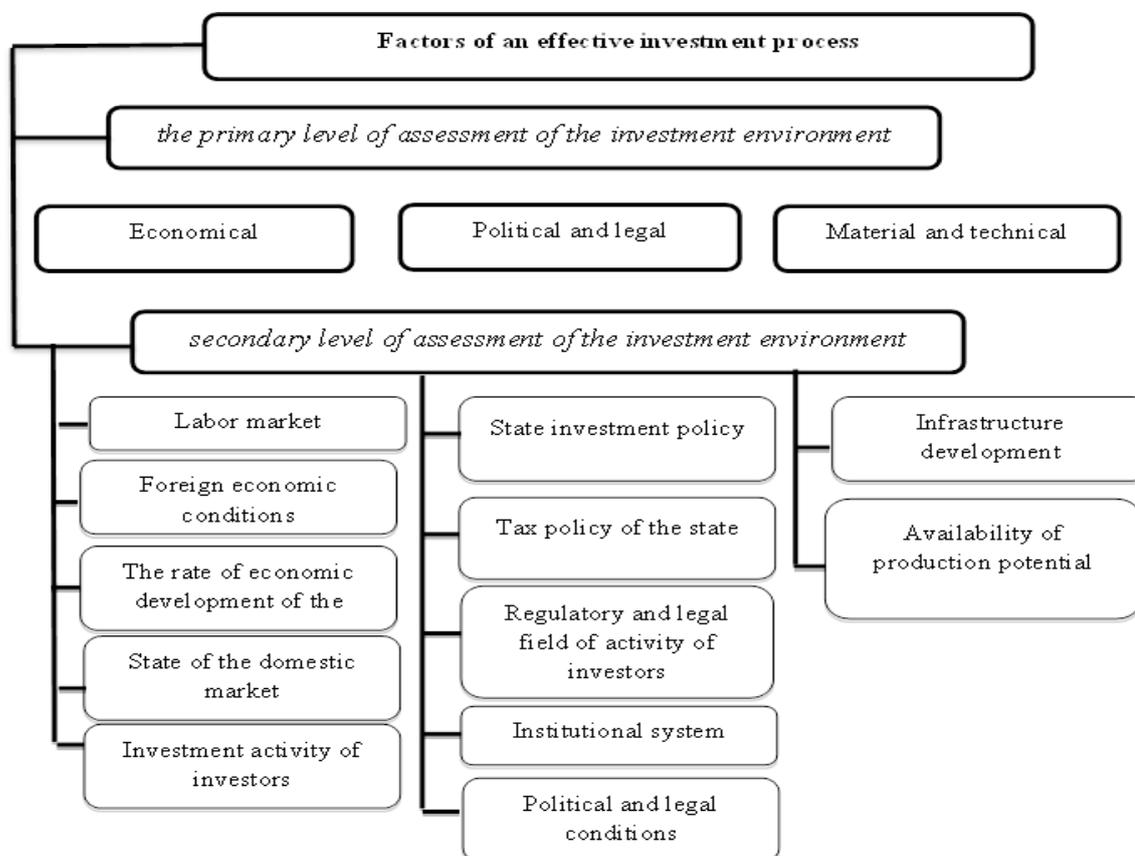 Factors of an effective investment process
the primary level of assessment of the investment environment
Economical
Political and legal
Material and technical
secondary level of assessment of the investment environment
Labor market
Foreign economic
conditions
The rate of economic
development of the
State of the domestic
market
Investment activity of
investors
State investment policy
Tax policy of the state
Regulatory and legal
field of activity of
investors
Institutional system
Political and legal
conditions
Infrastructure
development
Availability of
production potential